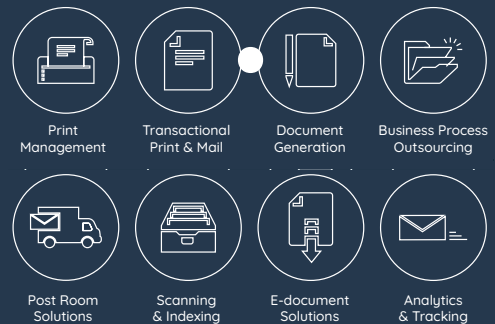 Print
Management
Transactional
Print & Mail
Document
Generation
Business Process
Outsourcing
Post Room
Solutions
Scanning
& Indexing
E-document
Solutions
Analytics
& Tracking